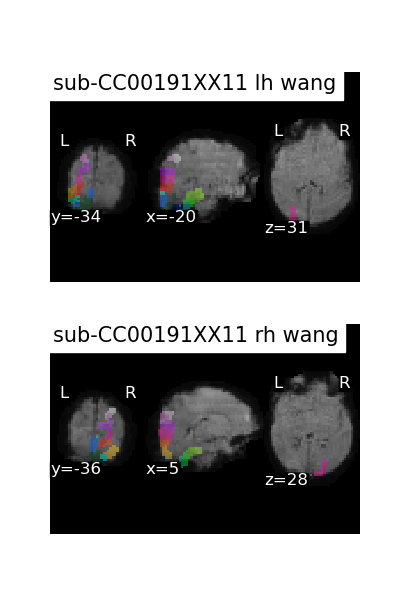 sub-CC00191XX11 lh wang
L R L R
y=-34 x=-20 z=31
sub-CC00191XX11 rh wang
L R L R
y=-36 x=5 z=28